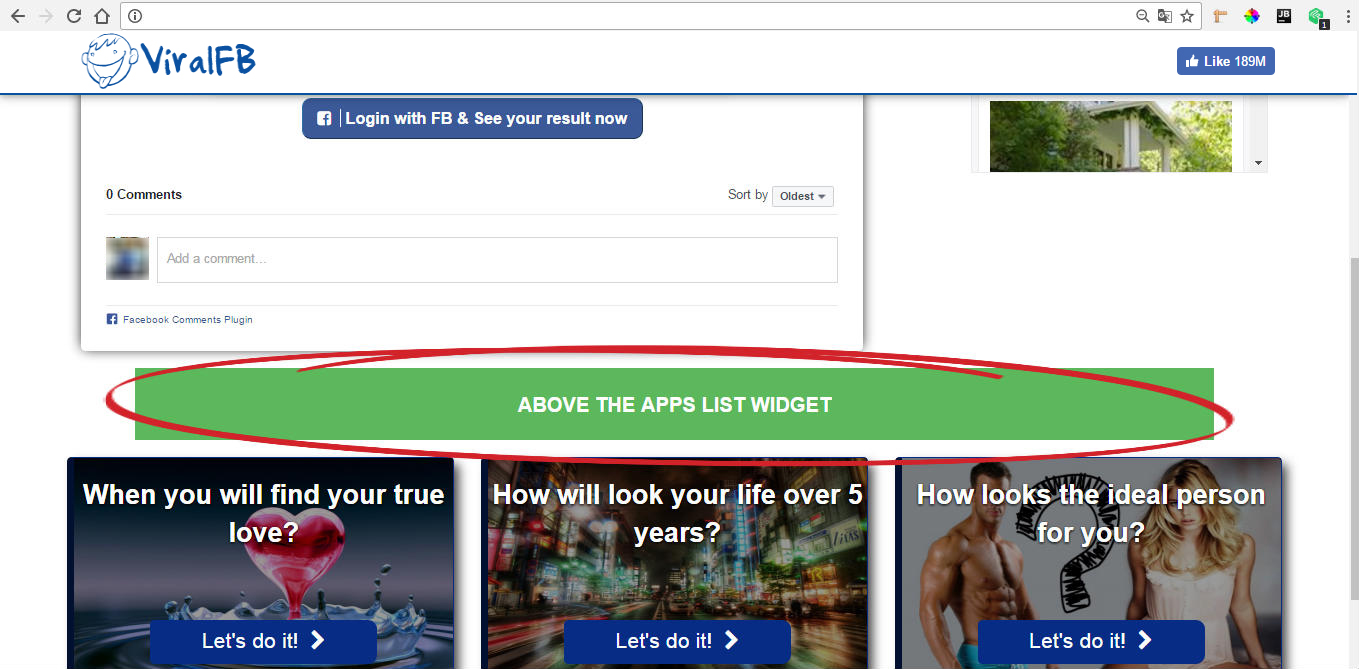 ViralFB
Like 189M
JB
1
Login with FB & See your result now
0 Comments
Sort by Oldest
Add a comment...
Facebook Comments Plugin
ABOVE THE APPS LIST WIDGET
When you will find your true
love?
Let's do it!
How will look your life over 5
years?
Let's do it!
How looks the ideal person
for you?
Let's do it!